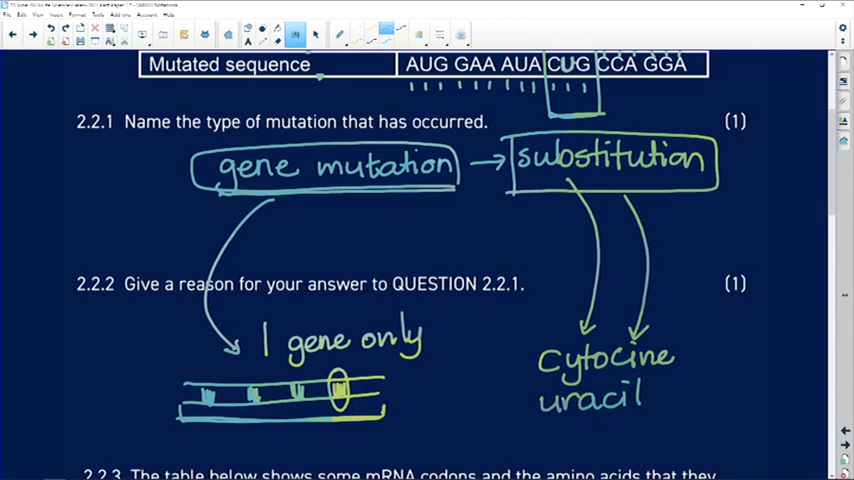 Mutated sequence AUG GAA AUA CUG CCA GGA
2.2.1 Name the type of mutation that has occurred. (1)
gene mutation → substitution
2.2.2 Give a reason for your answer to QUESTION 2.2.1. (1)
1 gene only
Cytocine
uracil
2.2.3 The table below shows some mRNA codons and the amino acids that they